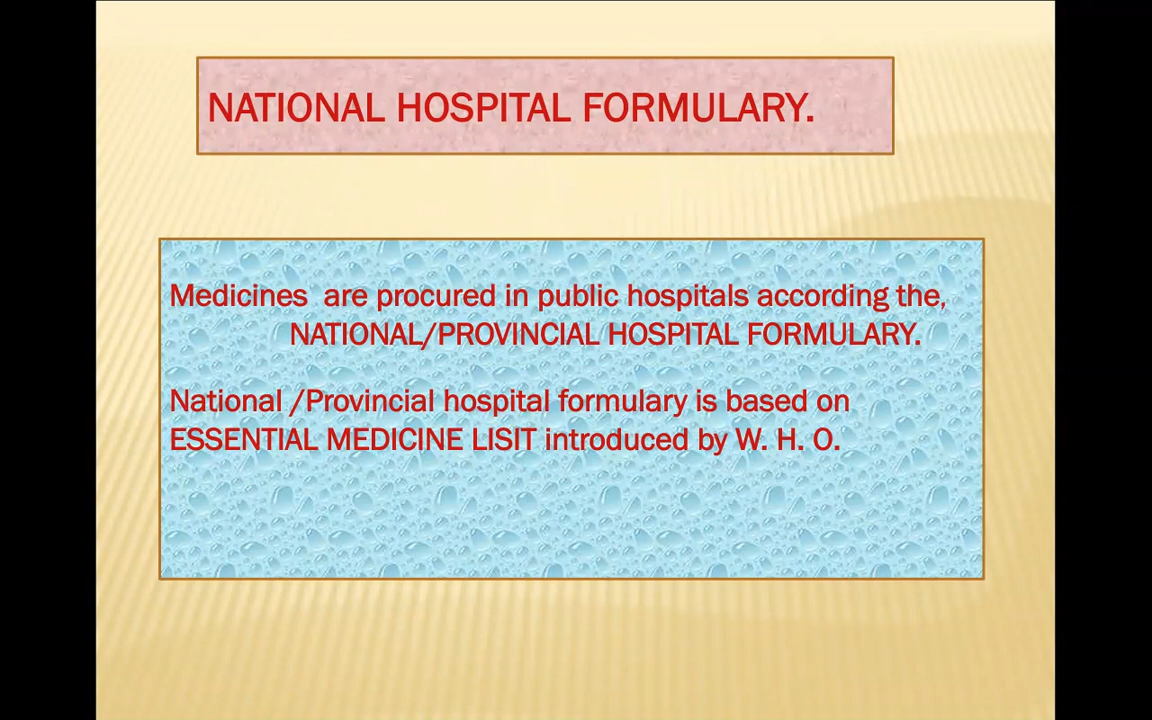 NATIONAL HOSPITAL FORMULARY.
Medicines are procured in public hospitals according the,
NATIONAL/PROVINCIAL HOSPITAL FORMULARY.
National /Provincial hospital formulary is based on
ESSENTIAL MEDICINE LISIT introduced by W. H. O.